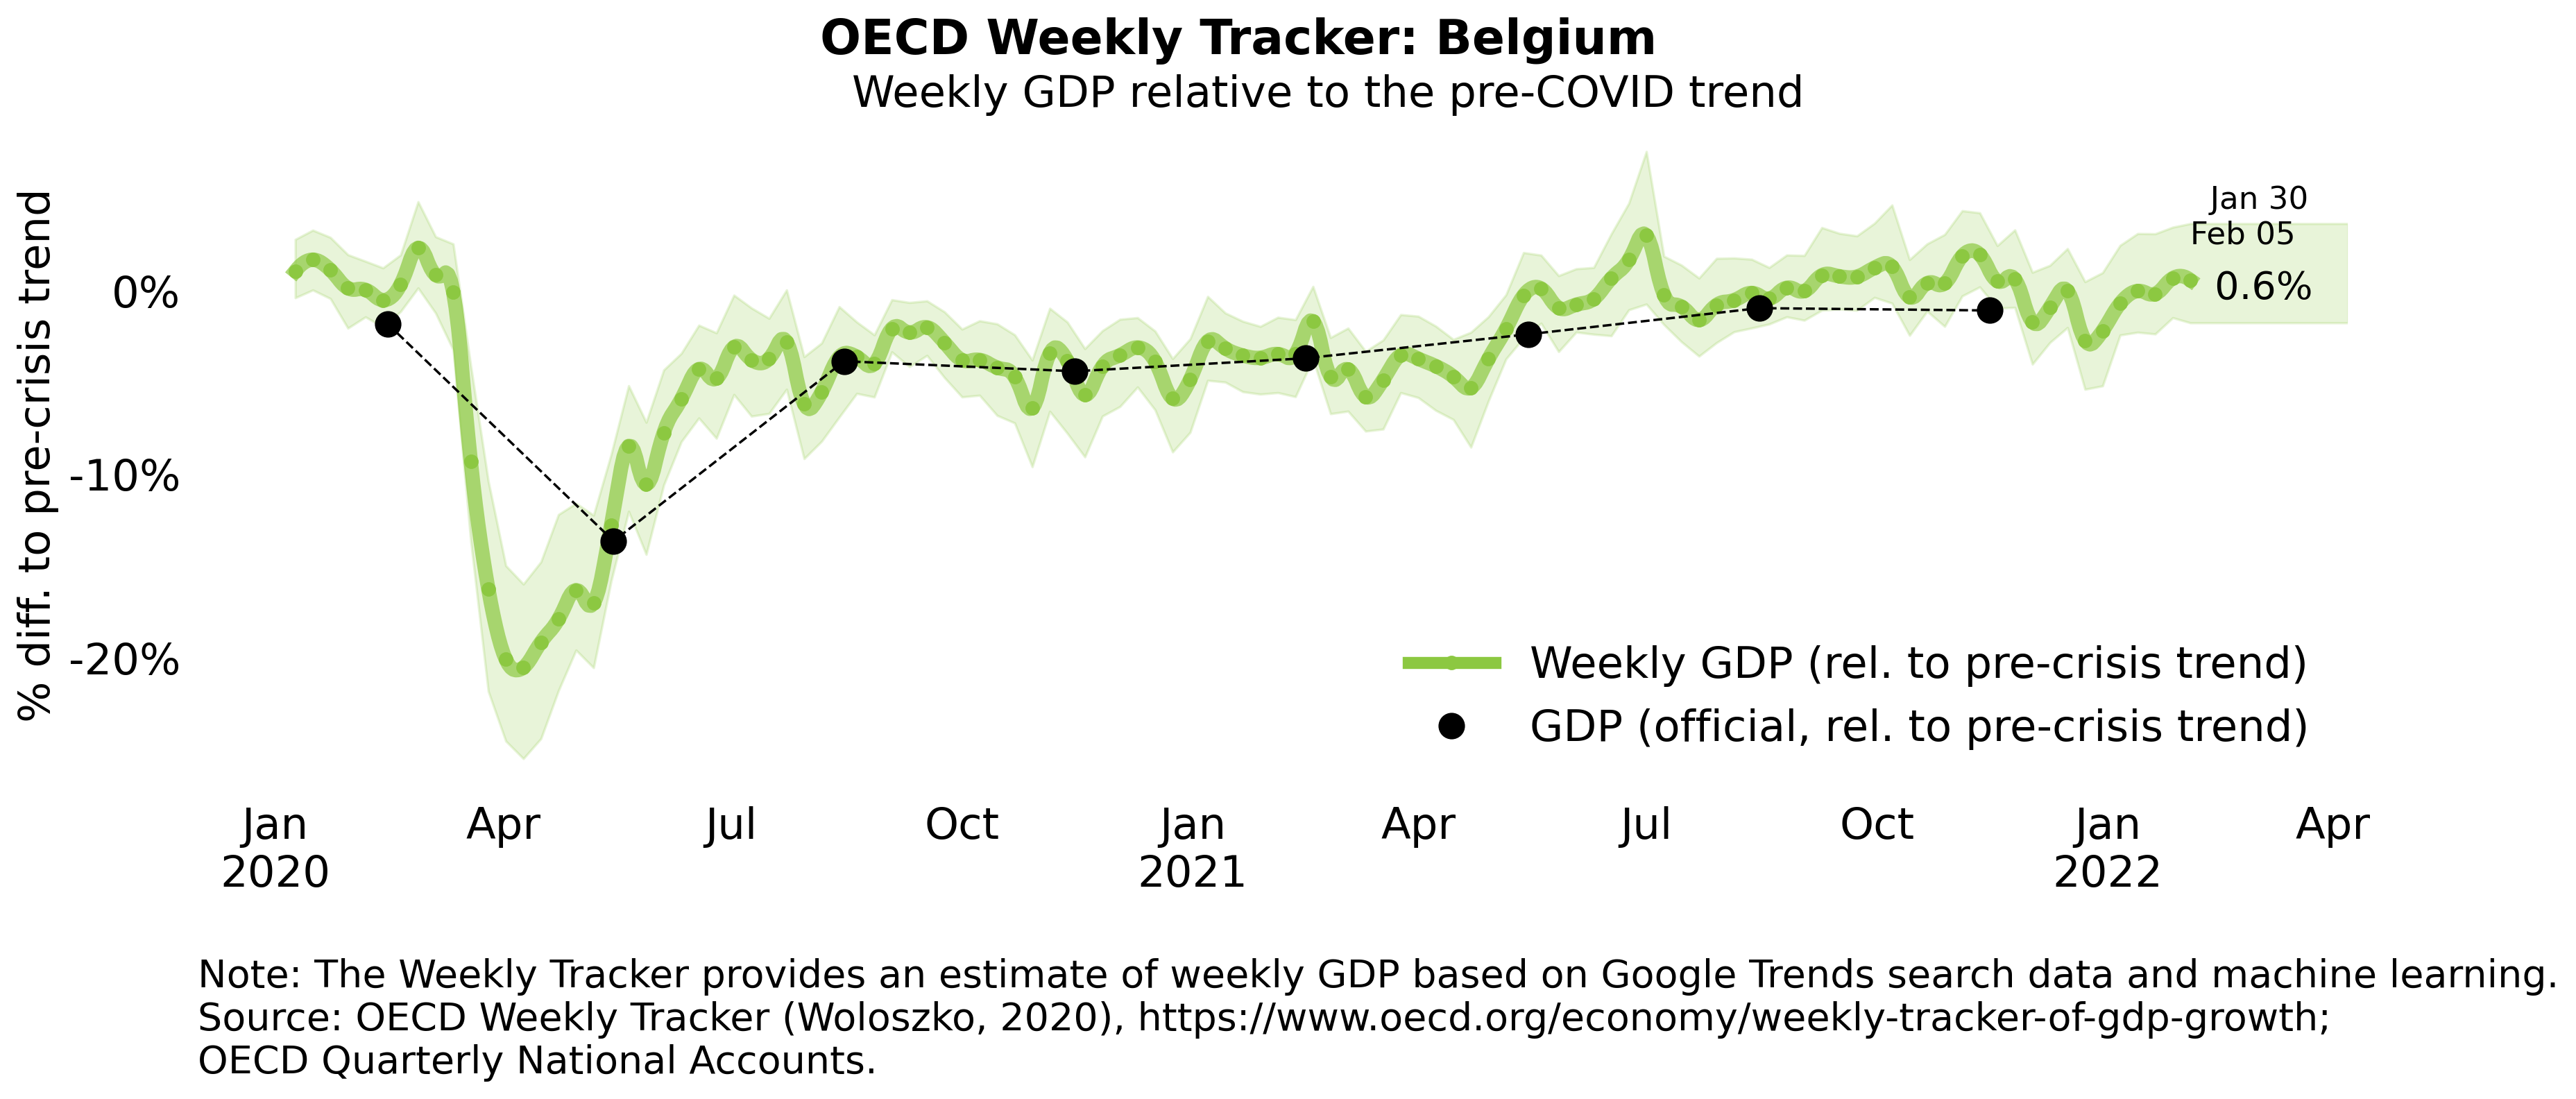 OECD Weekly Tracker: Belgium
Weekly GDP relative to the pre-COVID trend
% diff. to pre-crisis trend
0%
-10%
-20%
Jan 30
Feb 05
0.6%
Weekly GDP (rel. to pre-crisis trend)
GDP (official, rel. to pre-crisis trend)
Jan Apr Jul Oct Jan Apr Jul Oct Jan Apr
2020 2021 2022
Note: The Weekly Tracker provides an estimate of weekly GDP based on Google Trends search data and machine learning.
Source: OECD Weekly Tracker (Woloszko, 2020), https://www.oecd.org/economy/weekly-tracker-of-gdp-growth;
OECD Quarterly National Accounts.